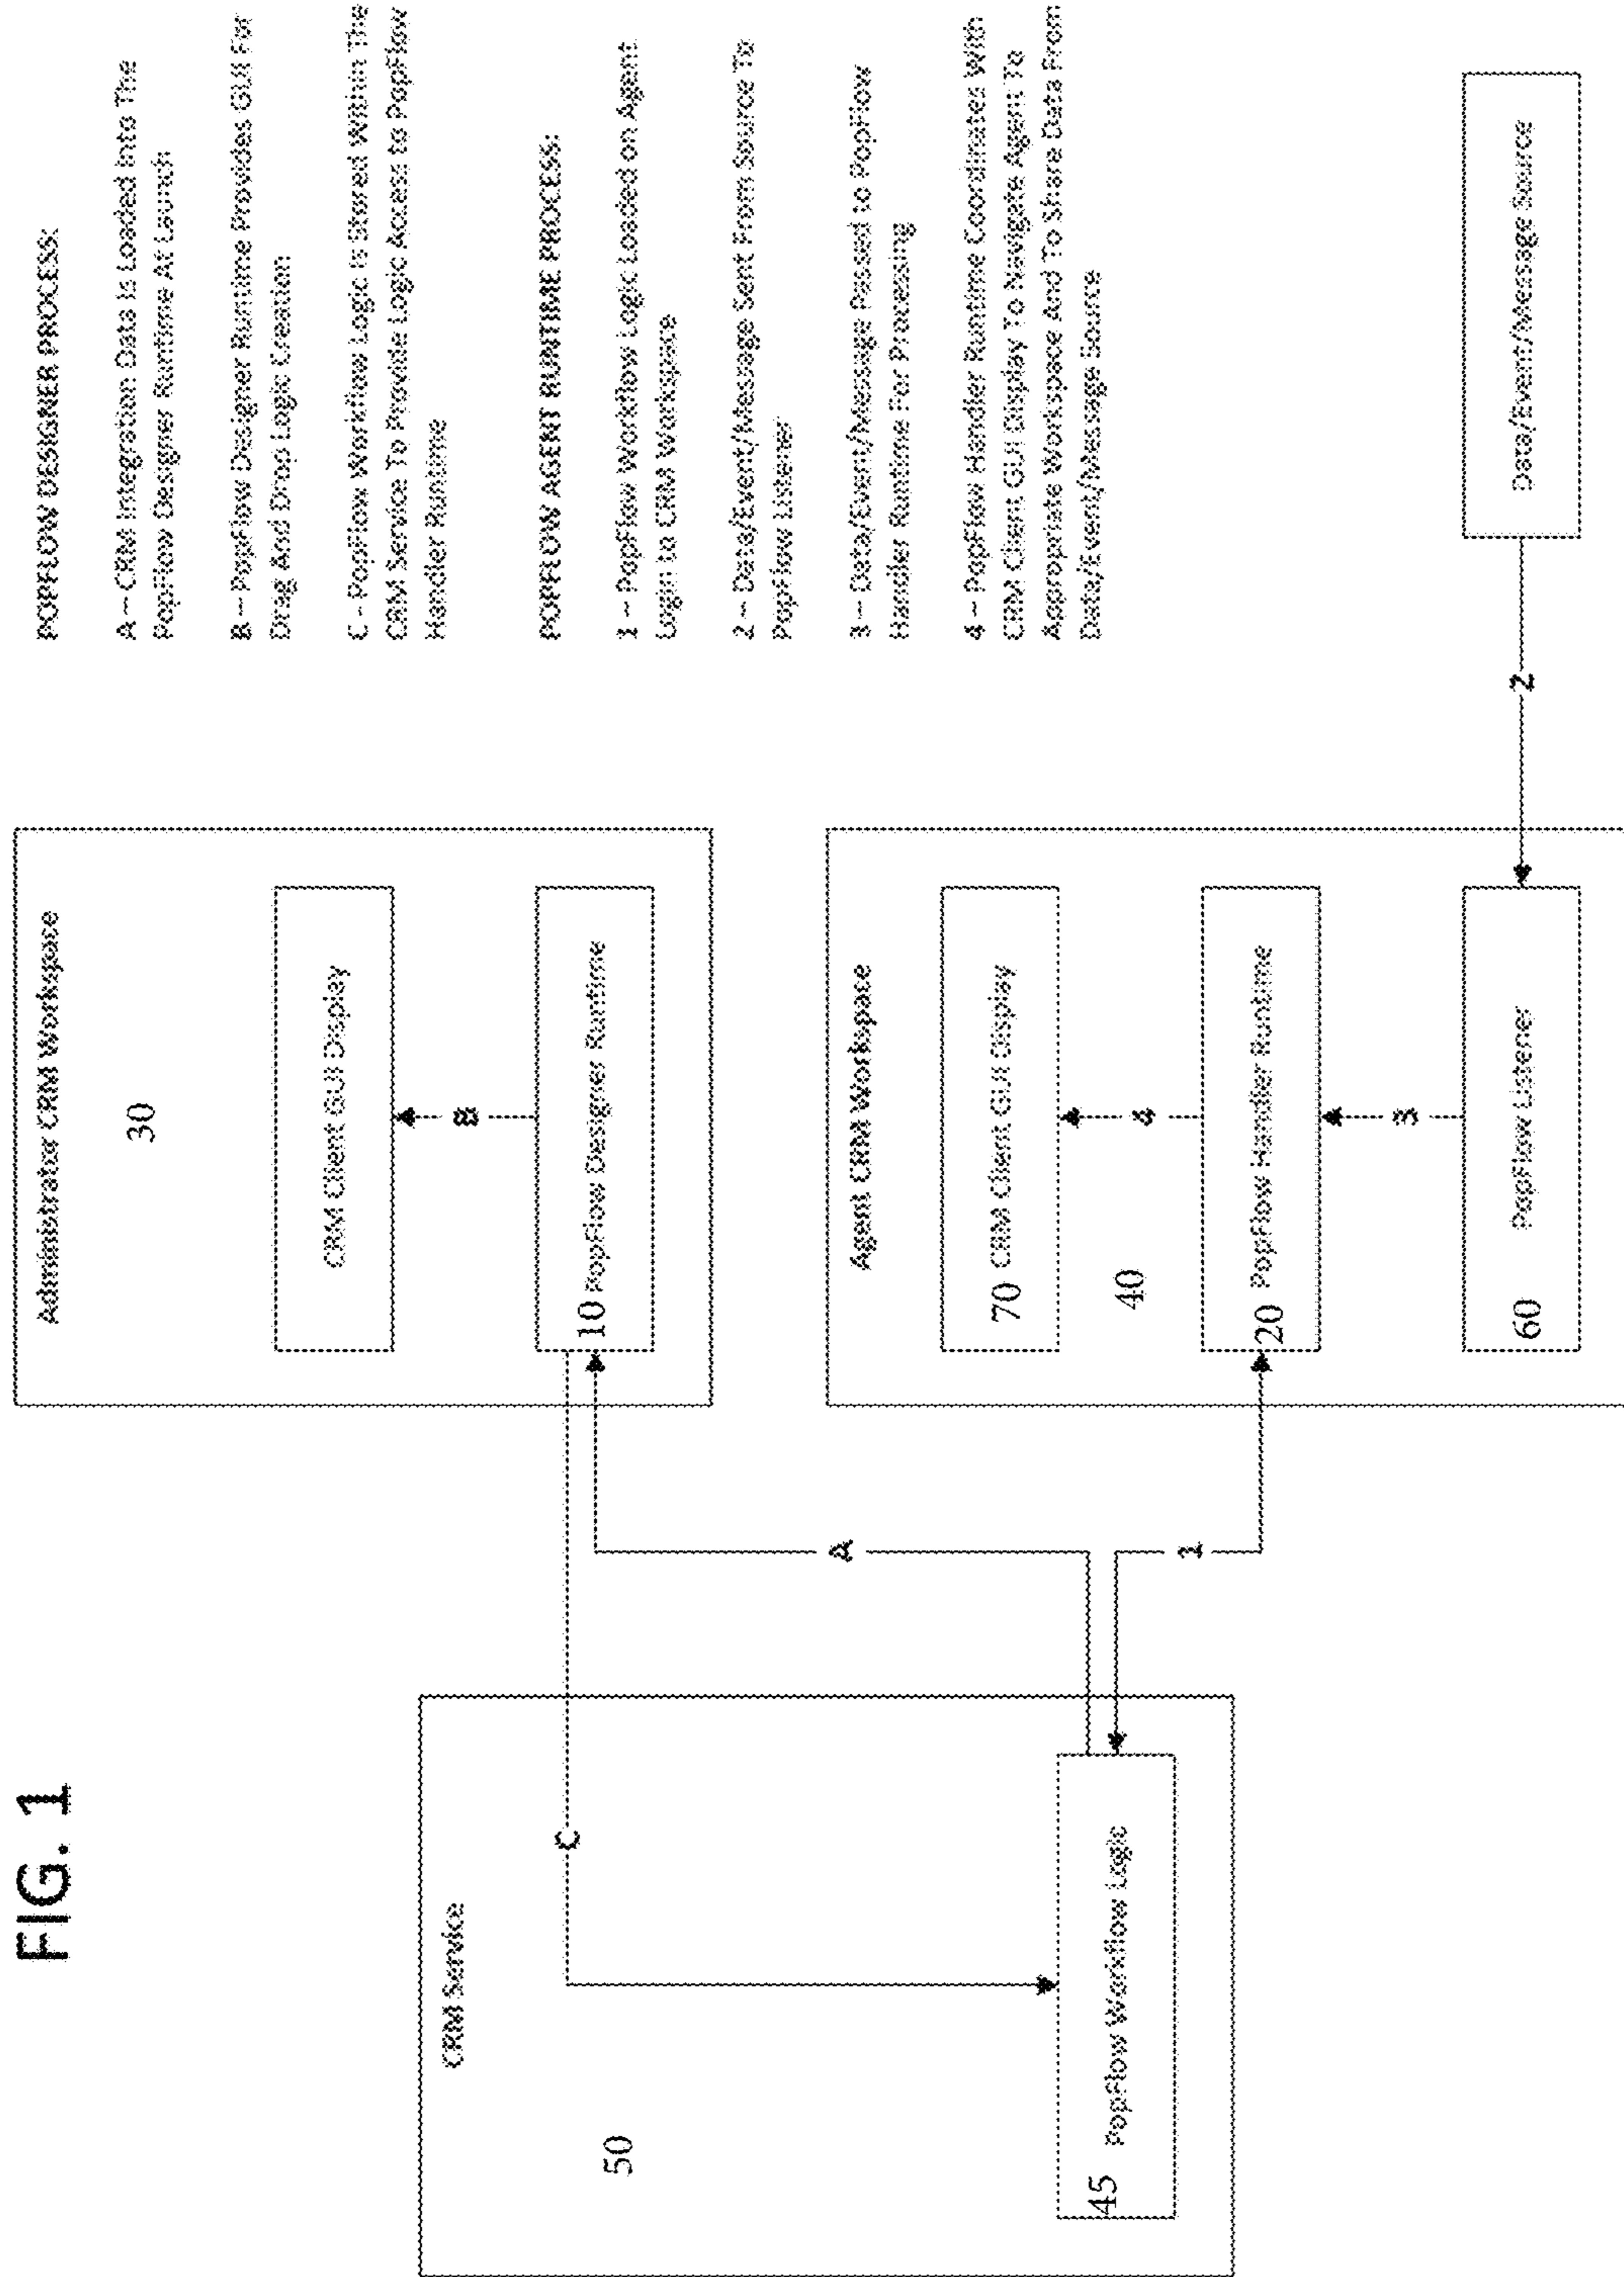 FIG. 1
CRM Service
50
45
PopFlow Workflow Logic
C
A
1
Administrator CRM Workspace
30
CRM Client GUI Display
B
10
PopFlow Designer Runtime
Agent CRM Workspace
70
CRM Client GUI Display
40
4
20
PopFlow Handler Runtime
3
60
PopFlow Listener
2
Data/Event/Message Source
POPFLOW DESIGNER PROCESS:
A – CRM Integration Data Is Loaded Into The
PopFlow Designer Runtime At Launch
B – PopFlow Designer Runtime Provides GUI For
Drag And Drop Logic Creation
C – PopFlow Workflow Logic Is Stored Within The
CRM Service To Provide Logic Access to PopFlow
Handler Runtime
POPFLOW AGENT RUNTIME PROCESS:
1 – PopFlow Workflow Logic Loaded on Agent
Login to CRM Workspace
2 – Data/Event/Message Sent From Source To
PopFlow Listener
3 – Data/Event/Message Passed to PopFlow
Handler Runtime For Processing
4 – PopFlow Handler Runtime Coordinates With
CRM Client GUI Display To Navigate Agent To
Appropriate Workspace And To Share Data From
Data/Event/Message Source